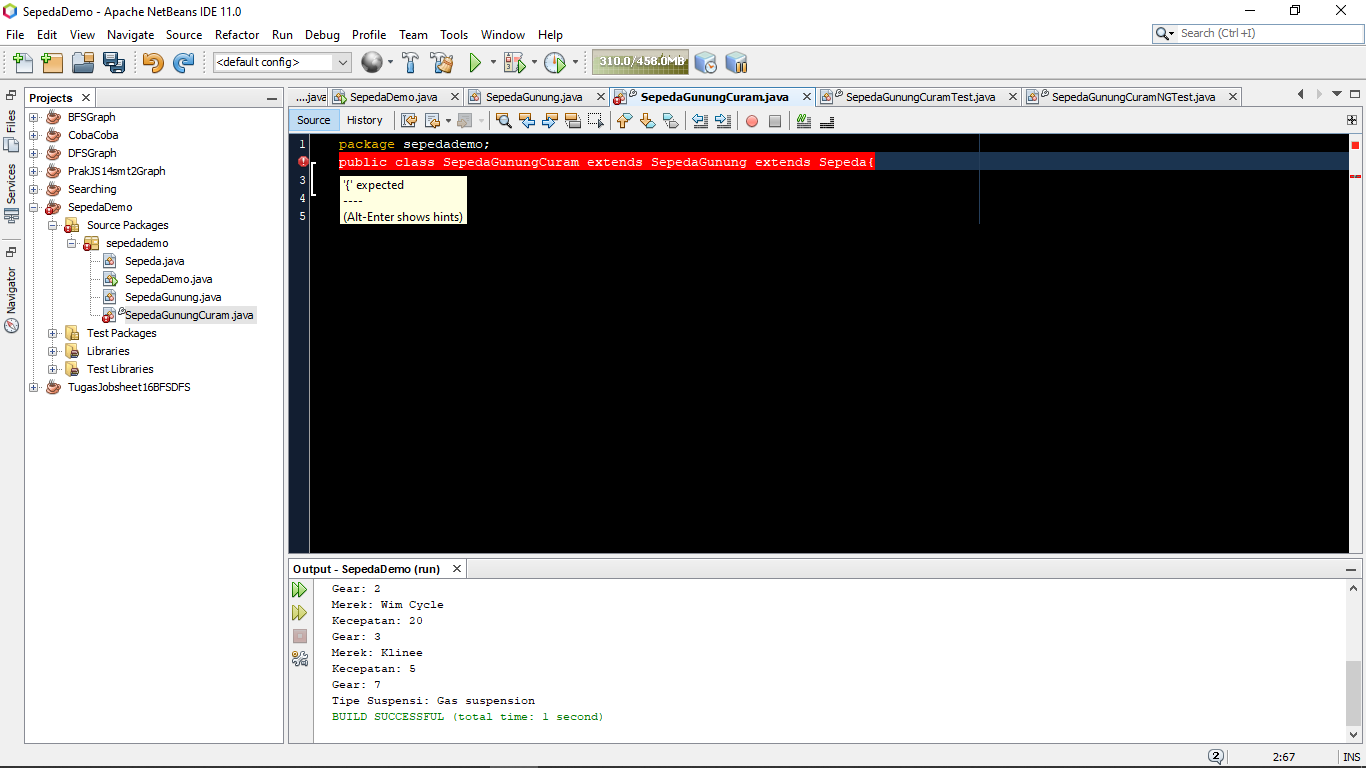 SepedaDemo - Apache NetBeans IDE 11.0
File Edit View Navigate Source Refactor Run Debug Profile Team Tools Window Help
Search (Ctrl+I)
<default config>
310.0/456.0MB
Files
Services
Navigator
Projects
BFSGraph
CobaCoba
DFSGraph
PrakJS14smt2Graph
Searching
SepedaDemo
Source Packages
sepedademo
Sepeda.java
SepedaDemo.java
SepedaGunung.java
SepedaGunungCuram.java
Test Packages
Libraries
Test Libraries
TugasJobsheet16BFSDFS
...java SepedaDemo.java SepedaGunung.java SepedaGunungCuram.java SepedaGunungCuramTest.java SepedaGunungCuramNGTest.java
Source History
1 package sepedademo;
public class SepedaGunungCuram extends SepedaGunung extends Sepeda{
3
4
5
'{' expected
----
(Alt-Enter shows hints)
Output - SepedaDemo (run)
Gear: 2
Merek: Wim Cycle
Kecepatan: 20
Gear: 3
Merek: Klinee
Kecepatan: 5
Gear: 7
Tipe Suspensi: Gas suspension
BUILD SUCCESSFUL (total time: 1 second)
2 2:67 INS